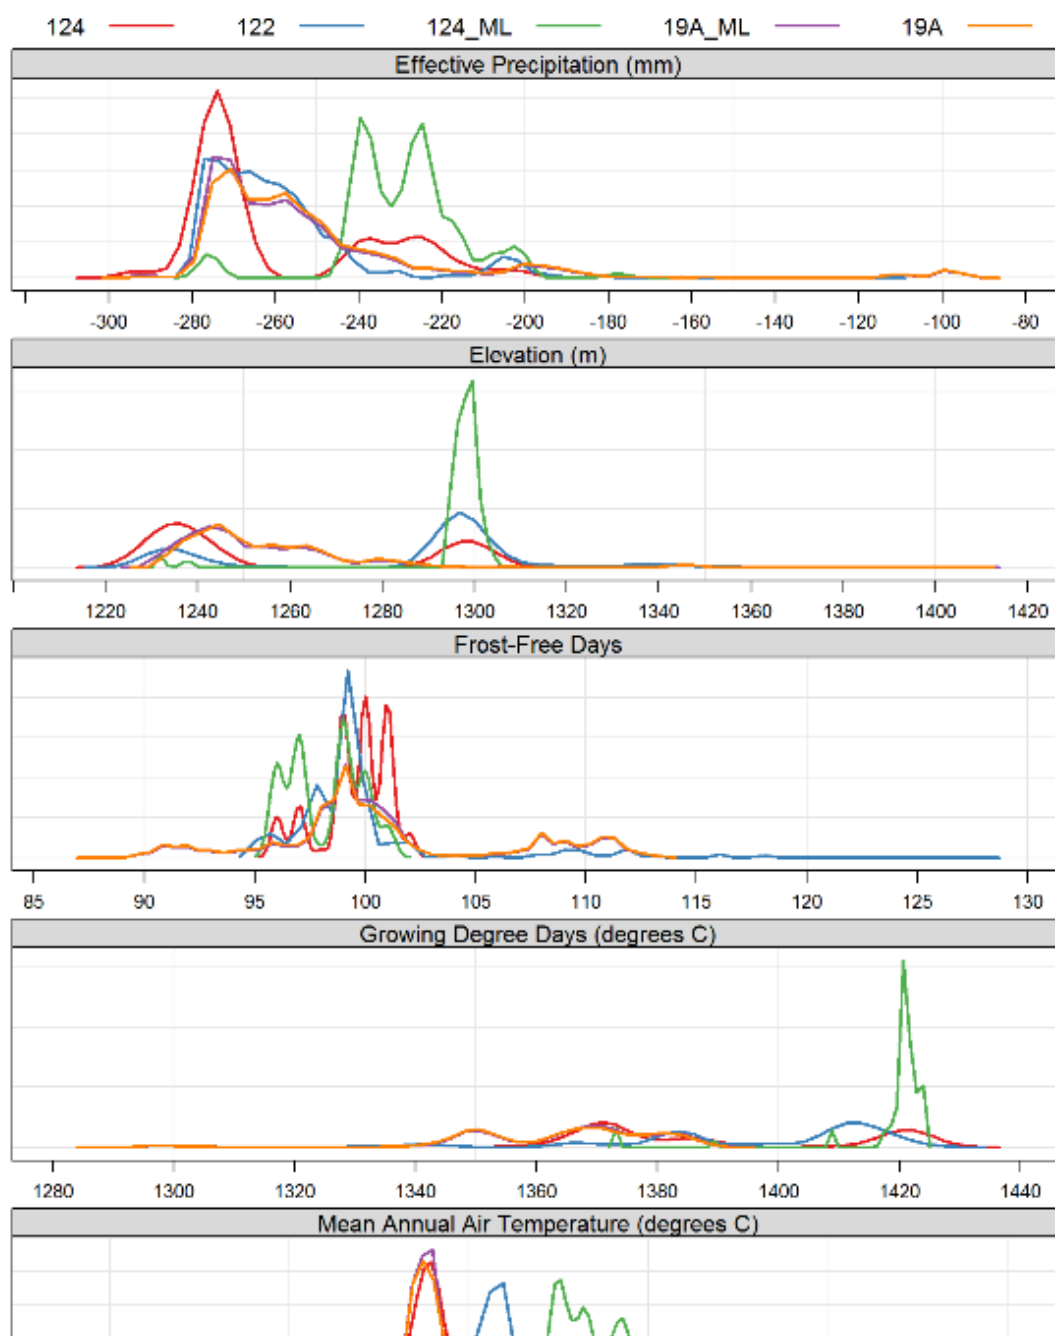 124 122 124_ML 19A_ML 19A
Effective Precipitation (mm)
-300 -280 -260 -240 -220 -200 -180 -160 -140 -120 -100 -80
Elevation (m)
1220 1240 1260 1280 1300 1320 1340 1360 1380 1400 1420
Frost-Free Days
85 90 95 100 105 110 115 120 125 130
Growing Degree Days (degrees C)
1280 1300 1320 1340 1360 1380 1400 1420 1440
Mean Annual Air Temperature (degrees C)